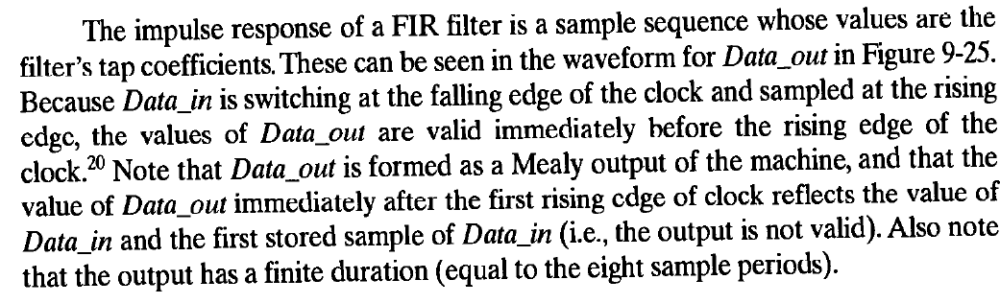 The impulse response of a FIR filter is a sample sequence whose values are the
filter's tap coefficients. These can be seen in the waveform for Data_out in Figure 9-25.
Because Data_in is switching at the falling edge of the clock and sampled at the rising
edge, the values of Data_out are valid immediately before the rising edge of the
clock.20 Note that Data_out is formed as a Mealy output of the machine, and that the
value of Data_out immediately after the first rising edge of clock reflects the value of
Data_in and the first stored sample of Data_in (i.e., the output is not valid). Also note
that the output has a finite duration (equal to the eight sample periods).